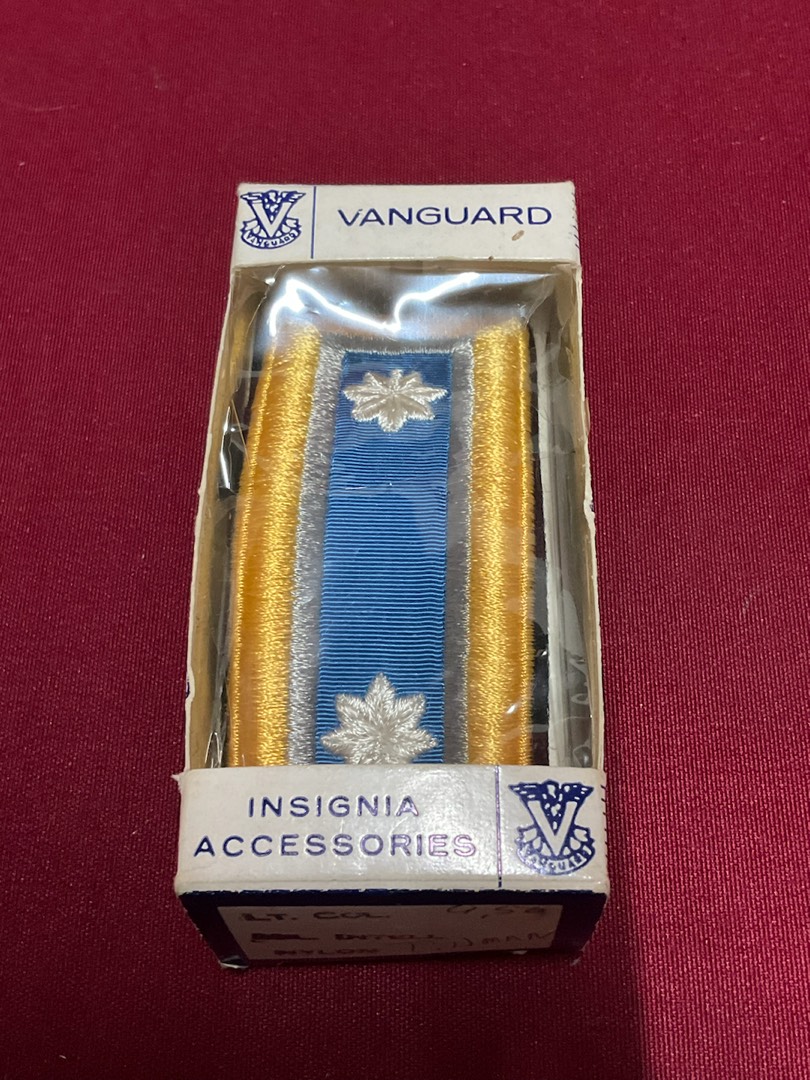 VANGUARD
VANGUARD
INSIGNIA
ACCESSORIES
VANGUARD
LT. COL.
NYLON